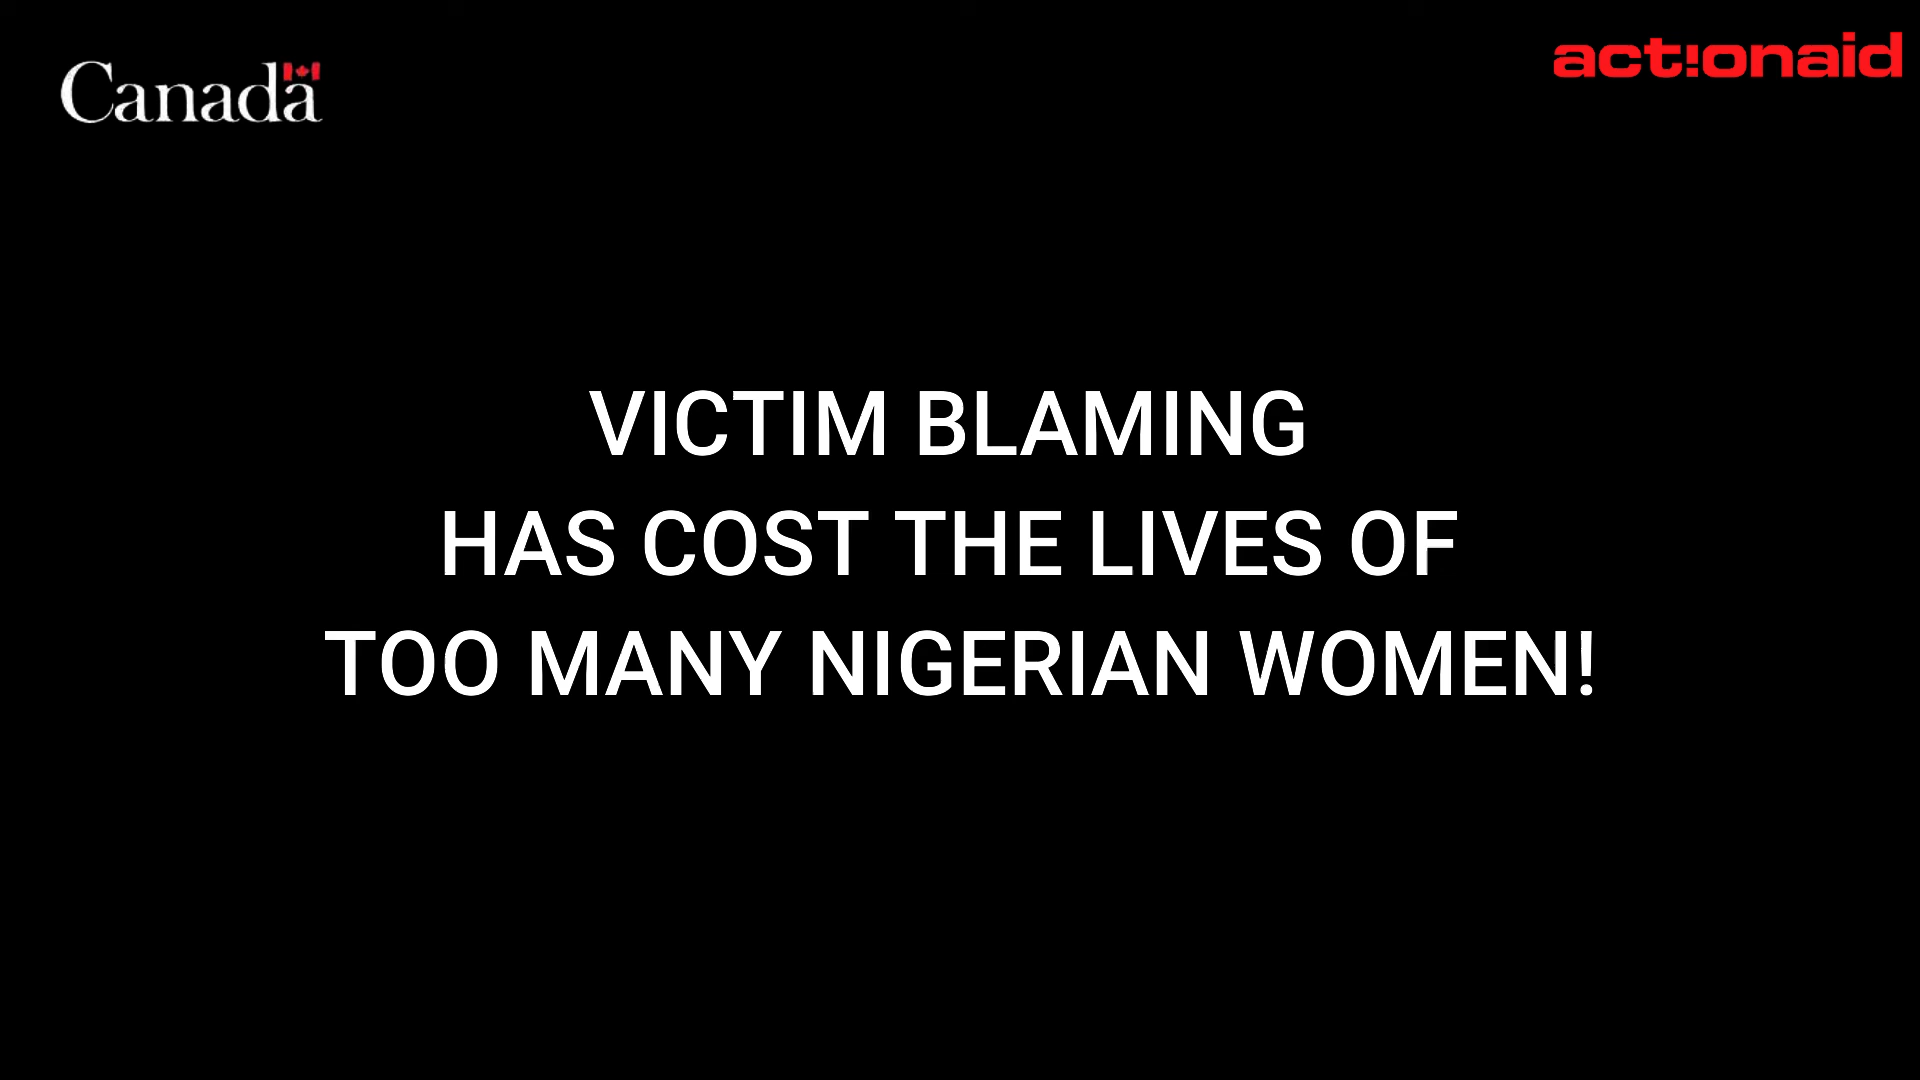 Canada
act!onaid
VICTIM BLAMING
HAS COST THE LIVES OF
TOO MANY NIGERIAN WOMEN!